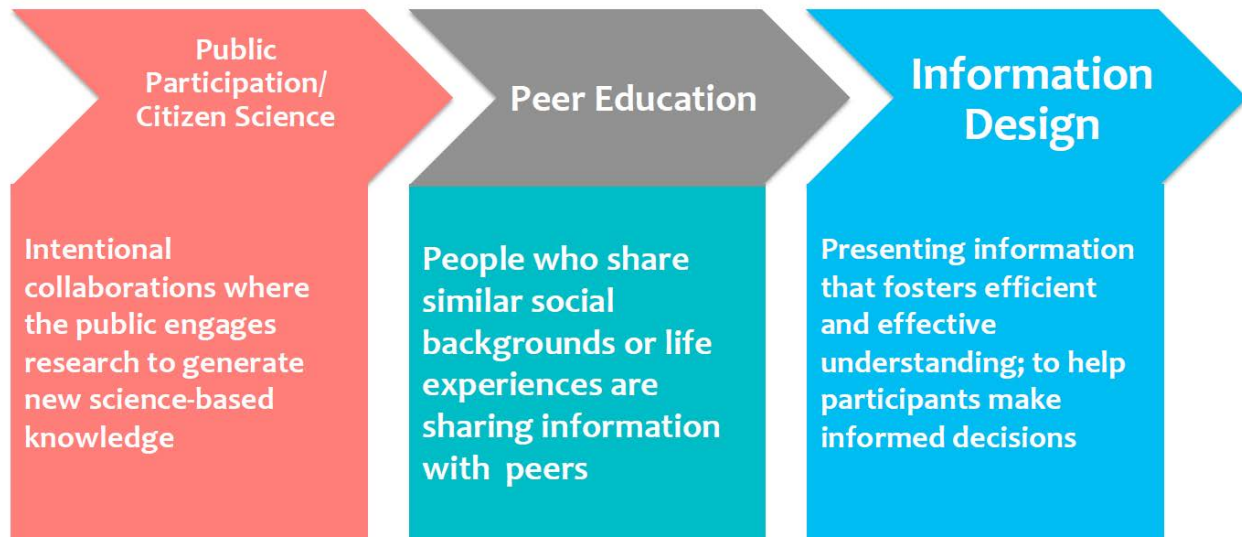 Public
Participation/
Citizen Science
Intentional
collaborations where
the public engages
research to generate
new science-based
knowledge
Peer Education
People who share
similar social
backgrounds or life
experiences are
sharing information
with peers
Information
Design
Presenting information
that fosters efficient
and effective
understanding; to help
participants make
informed decisions